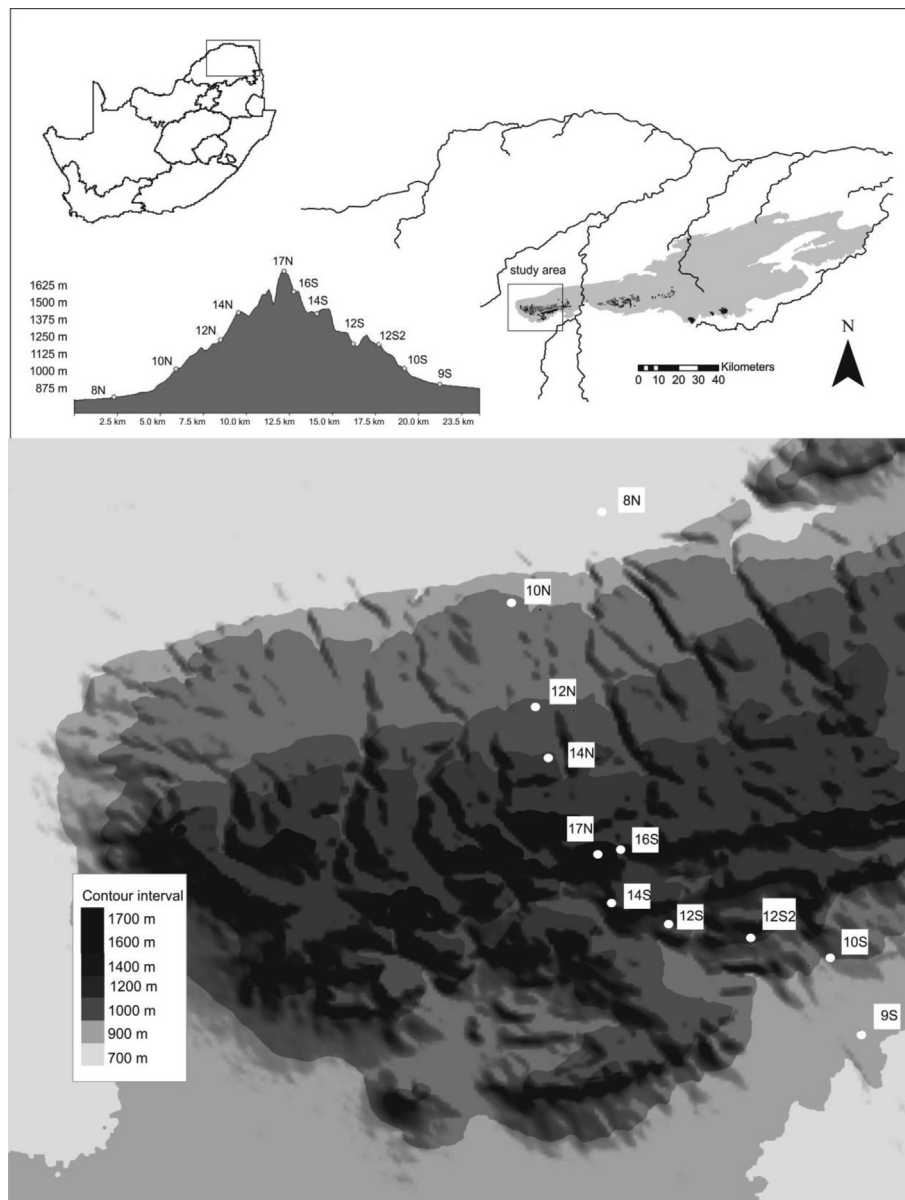 study area
N
Kilometers
0 10 20 30 40
17N
16S
14N
14S
12N
12S
12S2
10N
10S
9S
8N
1625 m
1500 m
1375 m
1250 m
1125 m
1000 m
875 m
2.5 km 5.0 km 7.5 km 10.0 km 12.5 km 15.0 km 17.5 km 20.0 km 23.5 km
8N
10N
12N
14N
17N
16S
14S
12S
12S2
10S
9S
Contour interval
1700 m
1600 m
1400 m
1200 m
1000 m
900 m
700 m